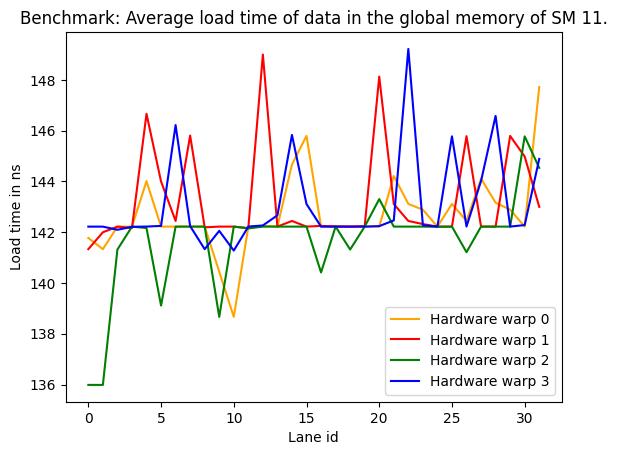 Benchmark: Average load time of data in the global memory of SM 11.
Load time in ns
148
146
144
142
140
138
136
Hardware warp 0
Hardware warp 1
Hardware warp 2
Hardware warp 3
0 5 10 15 20 25 30
Lane id